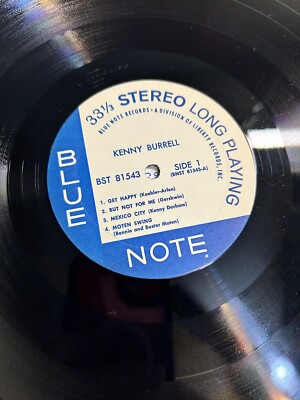 33⅓ STEREO LONG PLAYING
BLUE NOTE RECORDS • A DIVISION OF LIBERTY RECORDS, INC.
KENNY BURRELL
BST 81543
SIDE 1
(BNST 81543-A)
1. GET HAPPY (Koehler-Arlen)
2. BUT NOT FOR ME (Gershwin)
3. MEXICO CITY (Kenny Dorham)
4. MOTEN SWING
(Bennie and Buster Moten)
BLUE
NOTE